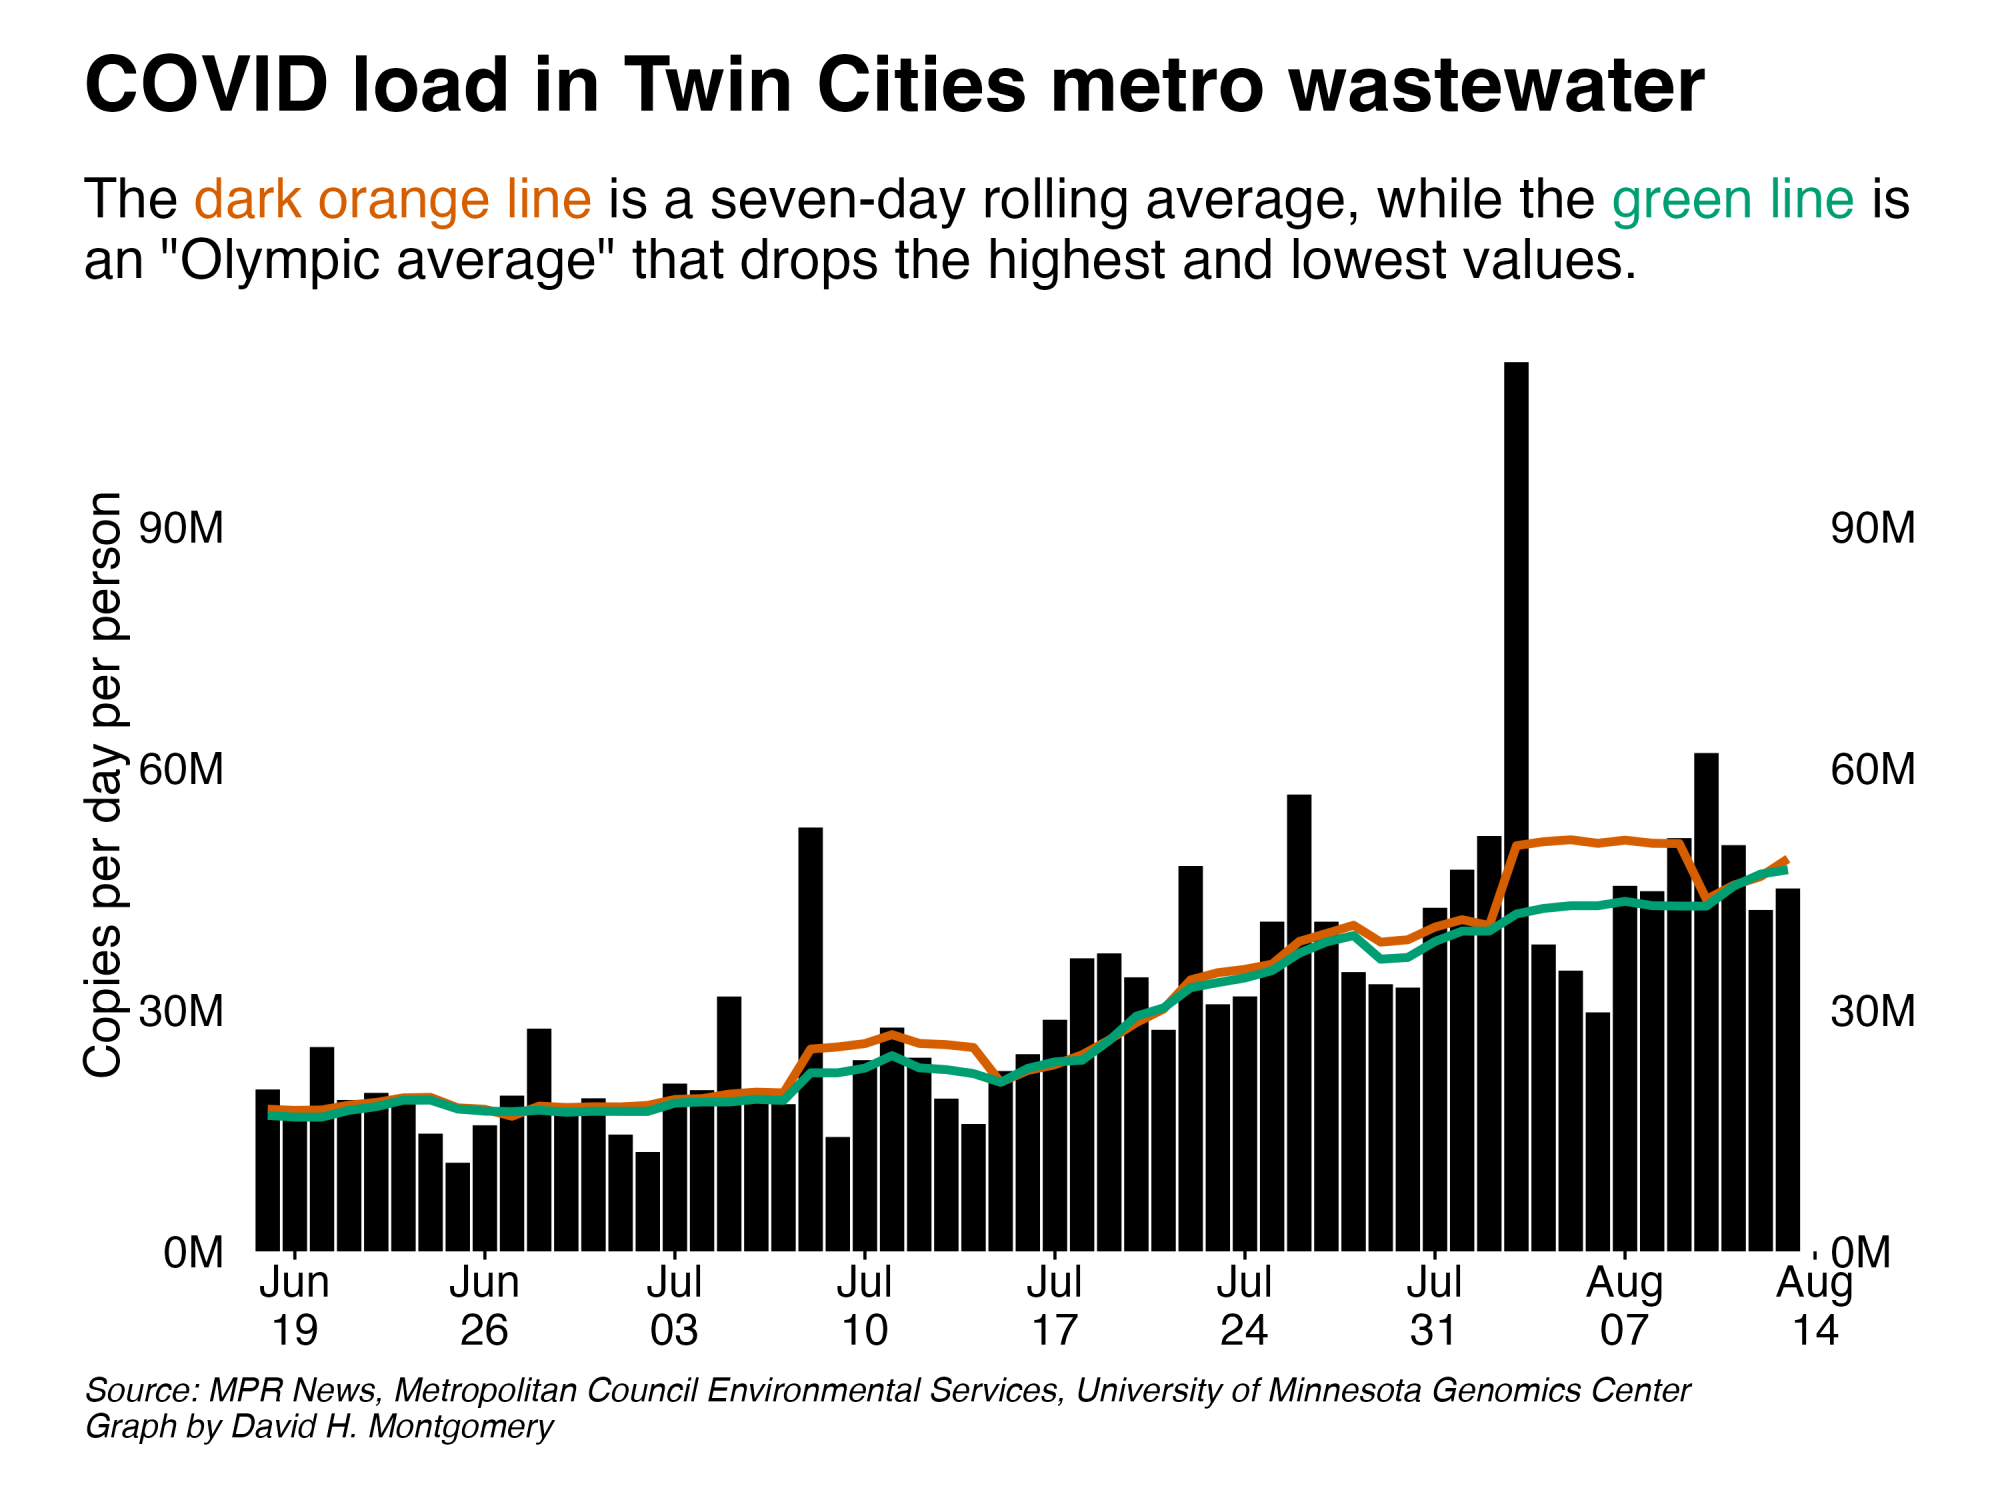 COVID load in Twin Cities metro wastewater
The dark orange line is a seven-day rolling average, while the green line is
an "Olympic average" that drops the highest and lowest values.
Copies per day per person
90M
60M
30M
0M
90M
60M
30M
0M
Jun
19
Jun
26
Jul
03
Jul
10
Jul
17
Jul
24
Jul
31
Aug
07
Aug
14
Source: MPR News, Metropolitan Council Environmental Services, University of Minnesota Genomics Center
Graph by David H. Montgomery